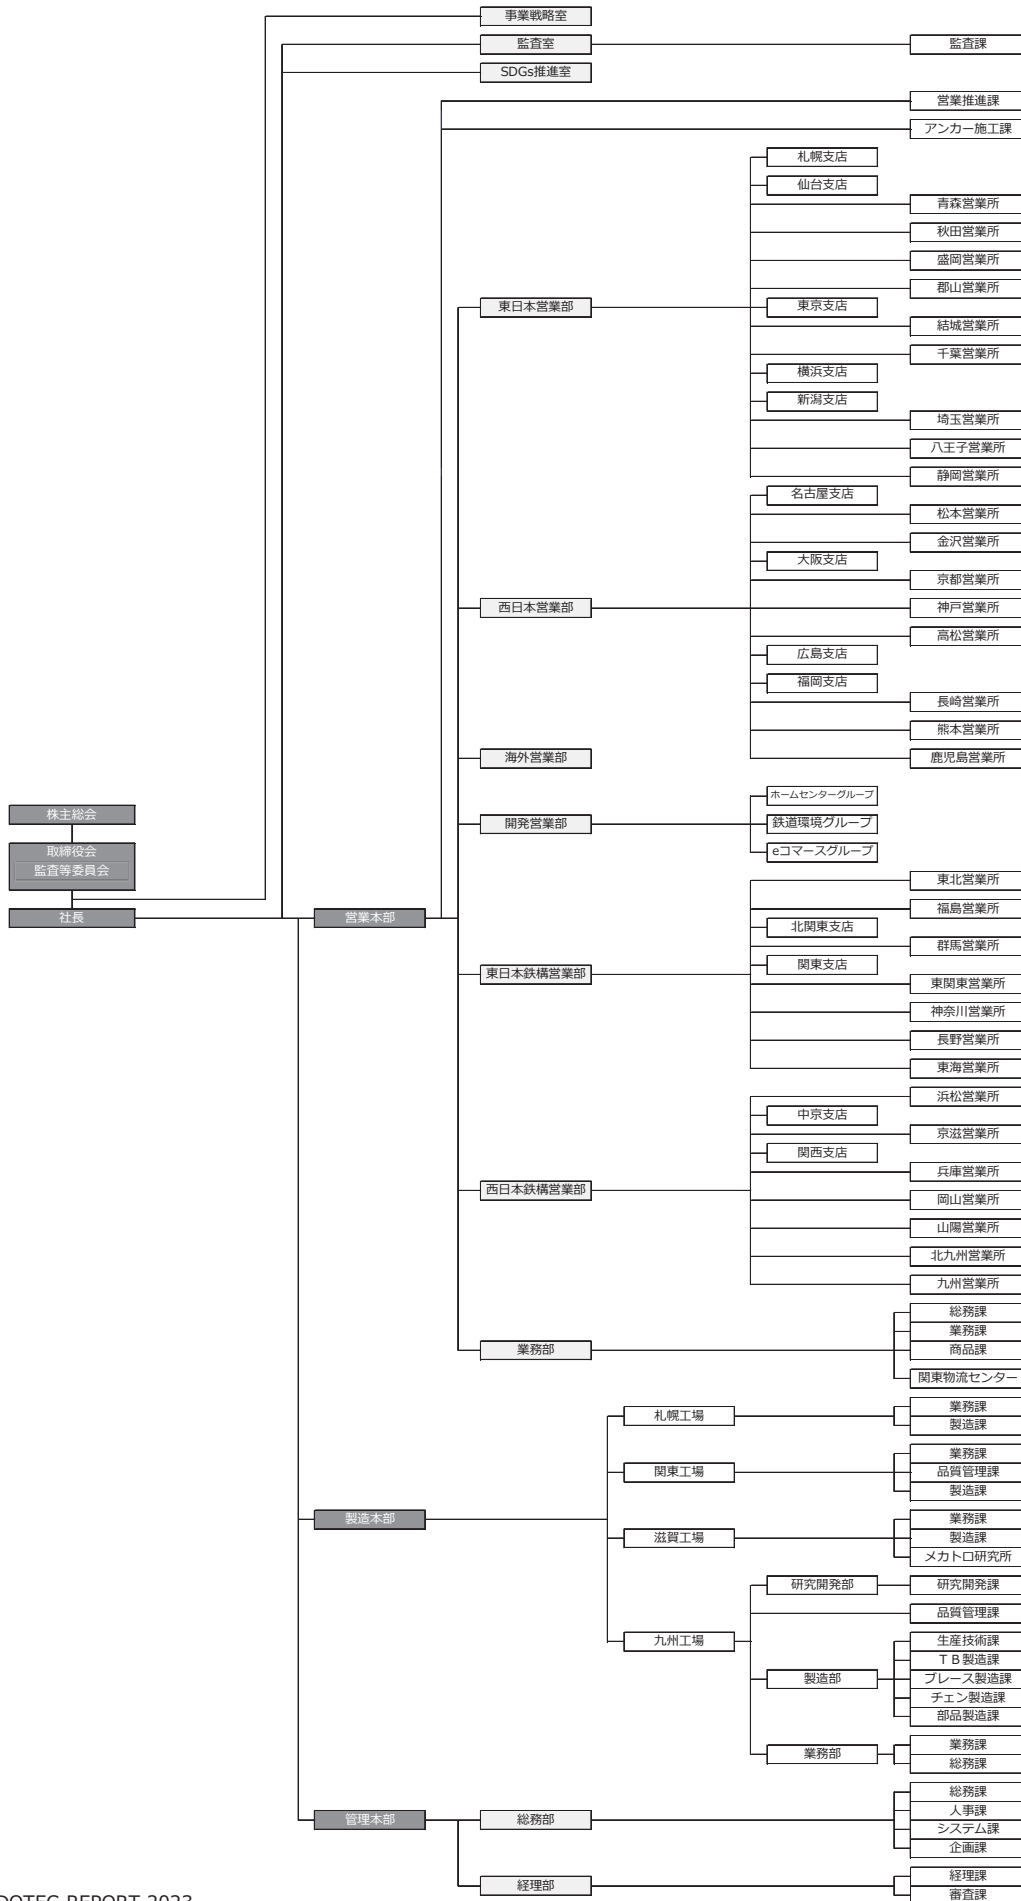 事業戦略室
監査室
監査課
SDGs推進室
営業推進課
アンカー施工課
札幌支店
仙台支店
青森営業所
秋田営業所
盛岡営業所
郡山営業所
東日本営業部
東京支店
結城営業所
千葉営業所
横浜支店
新潟支店
埼玉営業所
八王子営業所
静岡営業所
名古屋支店
松本営業所
金沢営業所
大阪支店
京都営業所
西日本営業部
神戸営業所
高松営業所
広島支店
福岡支店
長崎営業所
熊本営業所
海外営業部
鹿児島営業所
ホームセンターグループ
株主総会
開発営業部
鉄道環境グループ
取締役会
eコマースグループ
監査等委員会
東北営業所
福島営業所
社長
営業本部
北関東支店
群馬営業所
関東支店
東日本鉄構営業部
東関東営業所
神奈川営業所
長野営業所
東海営業所
浜松営業所
中京支店
京滋営業所
関西支店
兵庫営業所
西日本鉄構営業部
岡山営業所
山陽営業所
北九州営業所
九州営業所
総務課
業務課
業務部
商品課
関東物流センター
札幌工場
業務課
製造課
業務課
関東工場
品質管理課
製造課
製造本部
業務課
滋賀工場
製造課
メカトロ研究所
研究開発部
研究開発課
品質管理課
九州工場
生産技術課
ＴＢ製造課
製造部
ブレース製造課
チェン製造課
部品製造課
業務課
業務部
総務課
総務課
人事課
管理本部
総務部
システム課
企画課
経理課
経理部
審査課